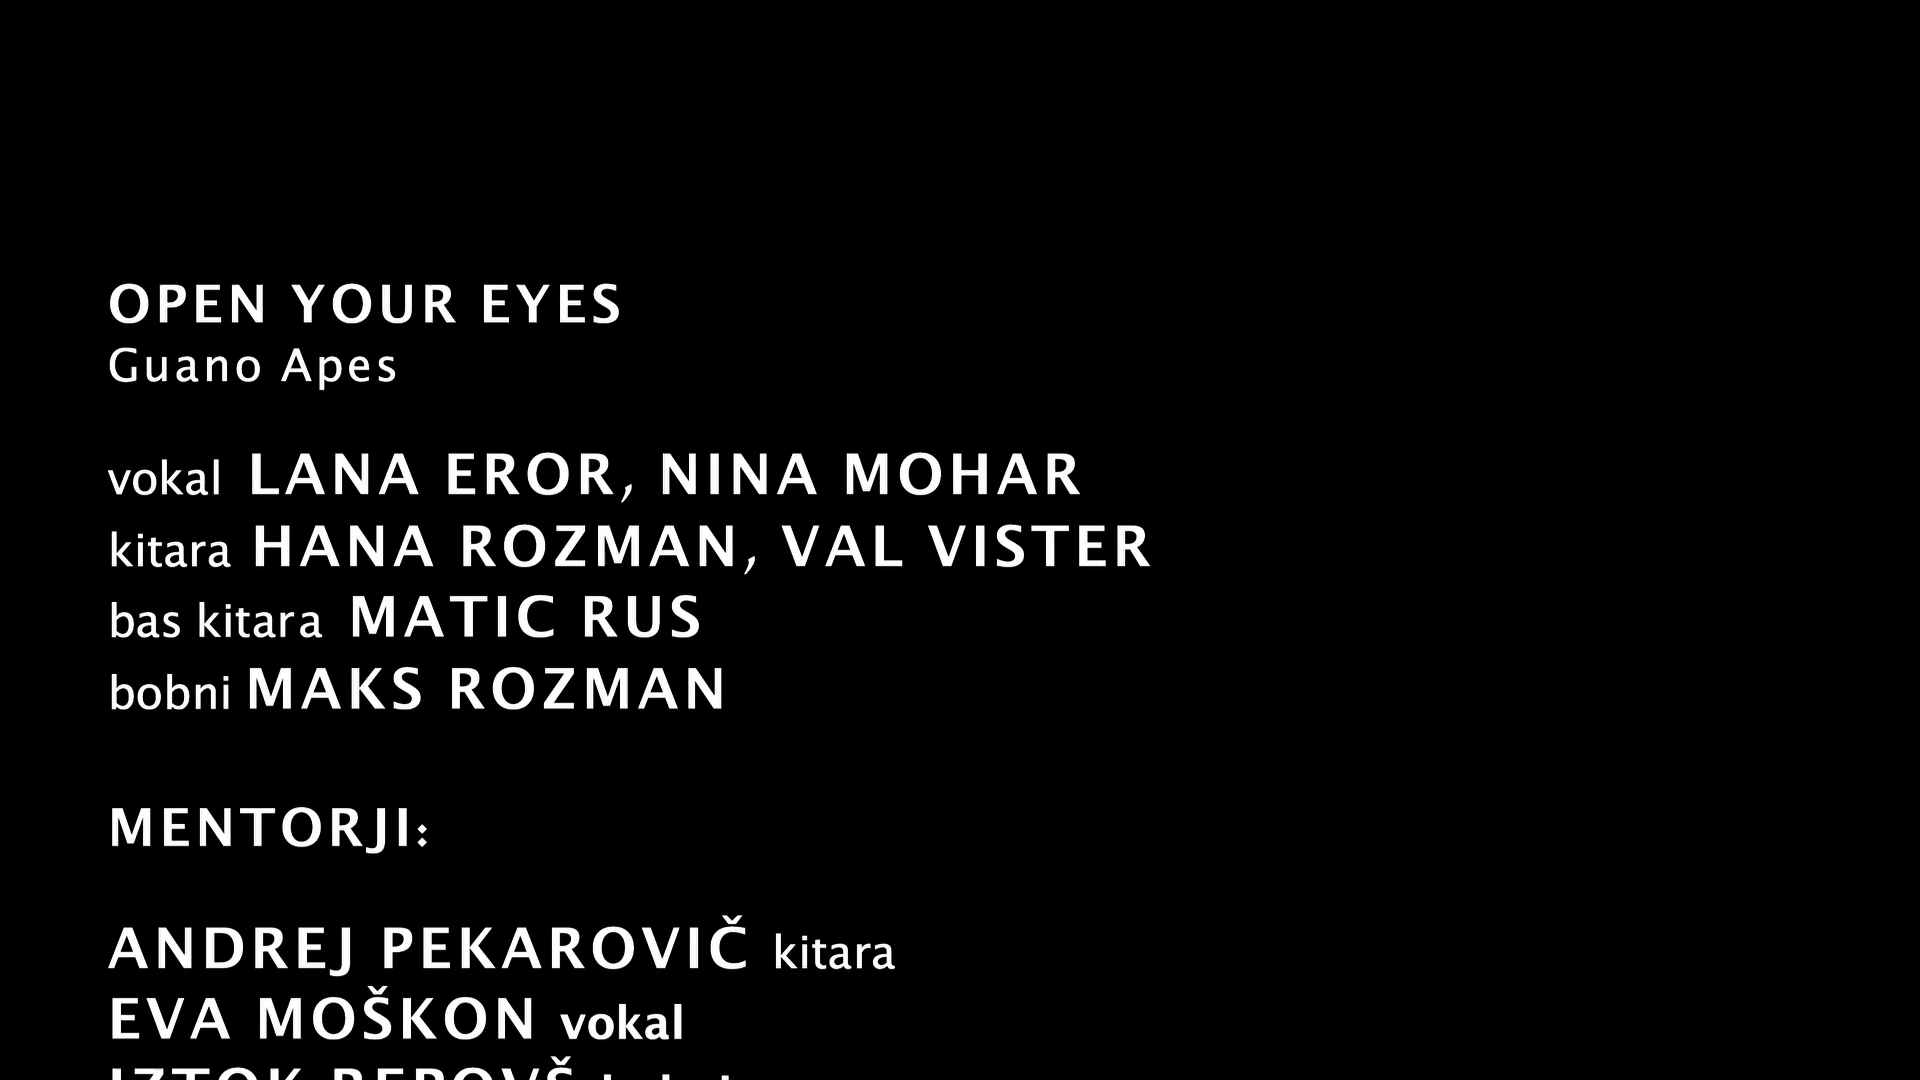 OPEN YOUR EYES
Guano Apes
vokal LANA EROR, NINA MOHAR
kitara HANA ROZMAN, VAL VISTER
bas kitara MATIC RUS
bobni MAKS ROZMAN
MENTORJI:
ANDREJ PEKAROVIČ kitara
EVA MOŠKON vokal
IZTOK